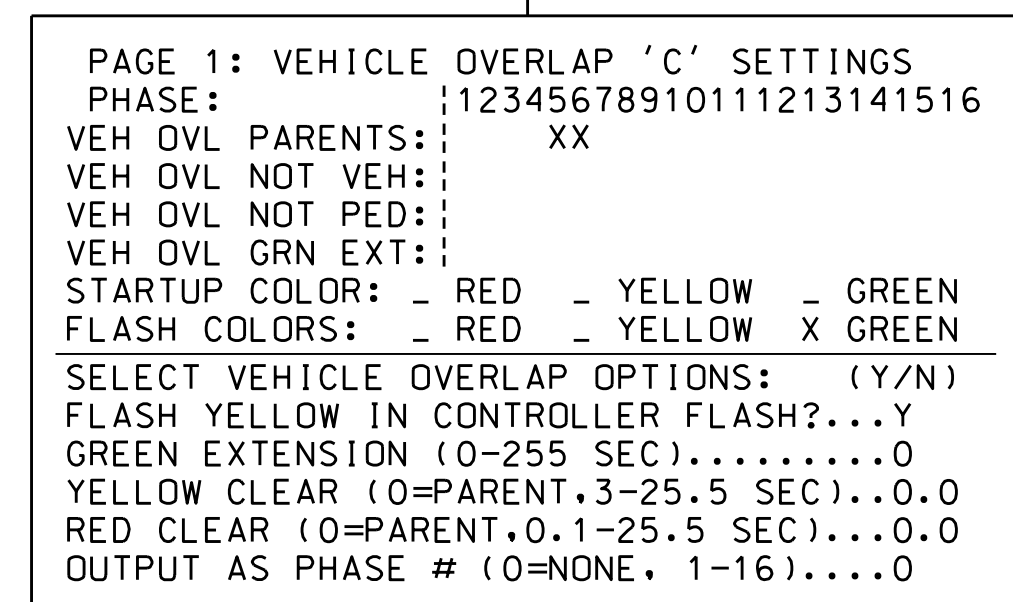 PAGE 1: VEHICLE OVERLAP 'C' SETTINGS
PHASE: ¦12345678910111213141516
VEH OVL PARENTS:¦ XX
VEH OVL NOT VEH:¦
VEH OVL NOT PED:¦
VEH OVL GRN EXT:¦
STARTUP COLOR: _ RED _ YELLOW _ GREEN
FLASH COLORS: _ RED _ YELLOW X GREEN
SELECT VEHICLE OVERLAP OPTIONS: (Y/N)
FLASH YELLOW IN CONTROLLER FLASH?...Y
GREEN EXTENSION (0-255 SEC).........0
YELLOW CLEAR (0=PARENT,3-25.5 SEC)..0.0
RED CLEAR (0=PARENT,0.1-25.5 SEC)...0.0
OUTPUT AS PHASE # (0=NONE, 1-16)....0